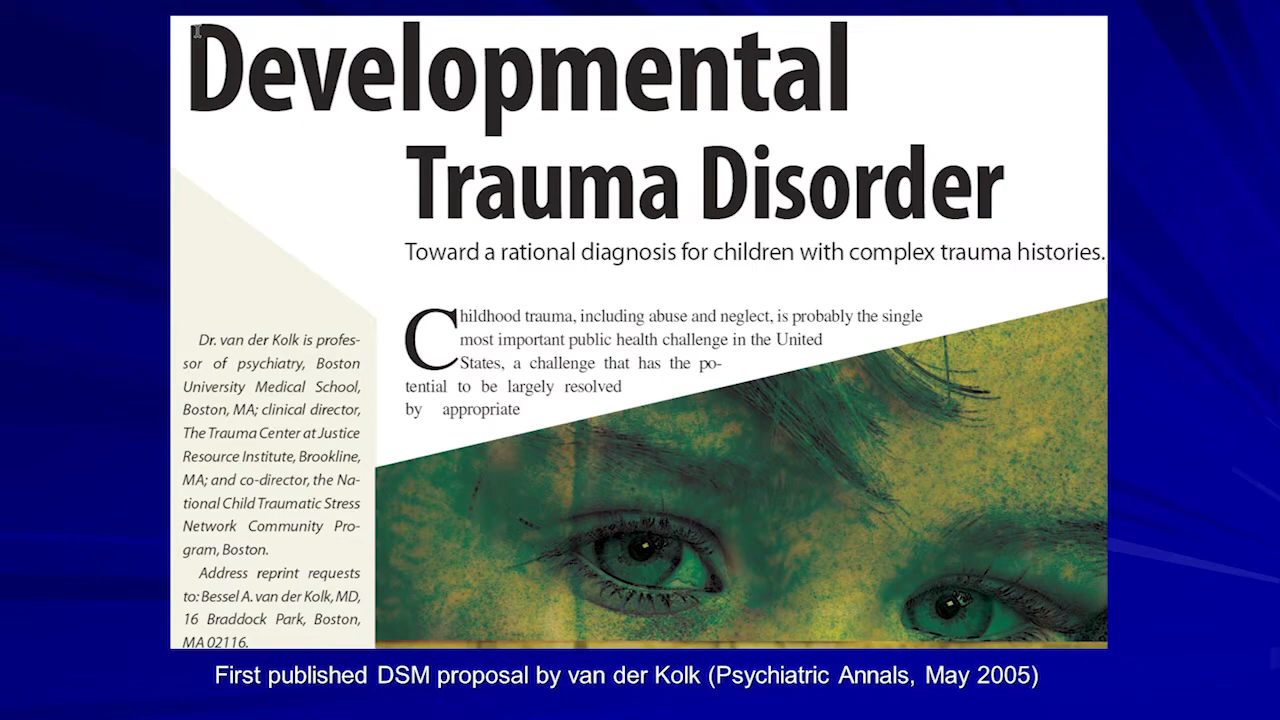 Developmental
Trauma Disorder
Toward a rational diagnosis for children with complex trauma histories.
Childhood trauma, including abuse and neglect, is probably the single
most important public health challenge in the United
States, a challenge that has the po-
tential to be largely resolved
by appropriate
Dr. van der Kolk is profes-
sor of psychiatry, Boston
University Medical School,
Boston, MA; clinical director,
The Trauma Center at Justice
Resource Institute, Brookline,
MA; and co-director, the Na-
tional Child Traumatic Stress
Network Community Pro-
gram, Boston.
Address reprint requests
to: Bessel A. van der Kolk, MD,
16 Braddock Park, Boston,
MA 02116.
First published DSM proposal by van der Kolk (Psychiatric Annals, May 2005)